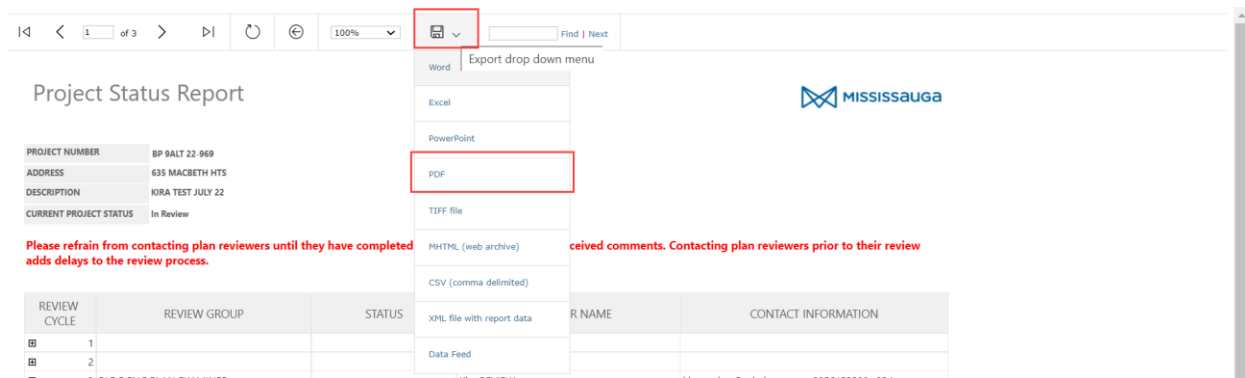 1 of 3 100% Find | Next
Export drop down menu
Word
Excel
PowerPoint
PDF
TIFF file
MHTML (web archive)
CSV (comma delimited)
XML file with report data
Data Feed
Project Status Report
MISSISSAUGA
PROJECT NUMBER BP 9ALT 22-969
ADDRESS 635 MACBETH HTS
DESCRIPTION KIRA TEST JULY 22
CURRENT PROJECT STATUS In Review
Please refrain from contacting plan reviewers until they have completed ceived comments. Contacting plan reviewers prior to their review
adds delays to the review process.
REVIEW CYCLE REVIEW GROUP STATUS R NAME CONTACT INFORMATION
1
2